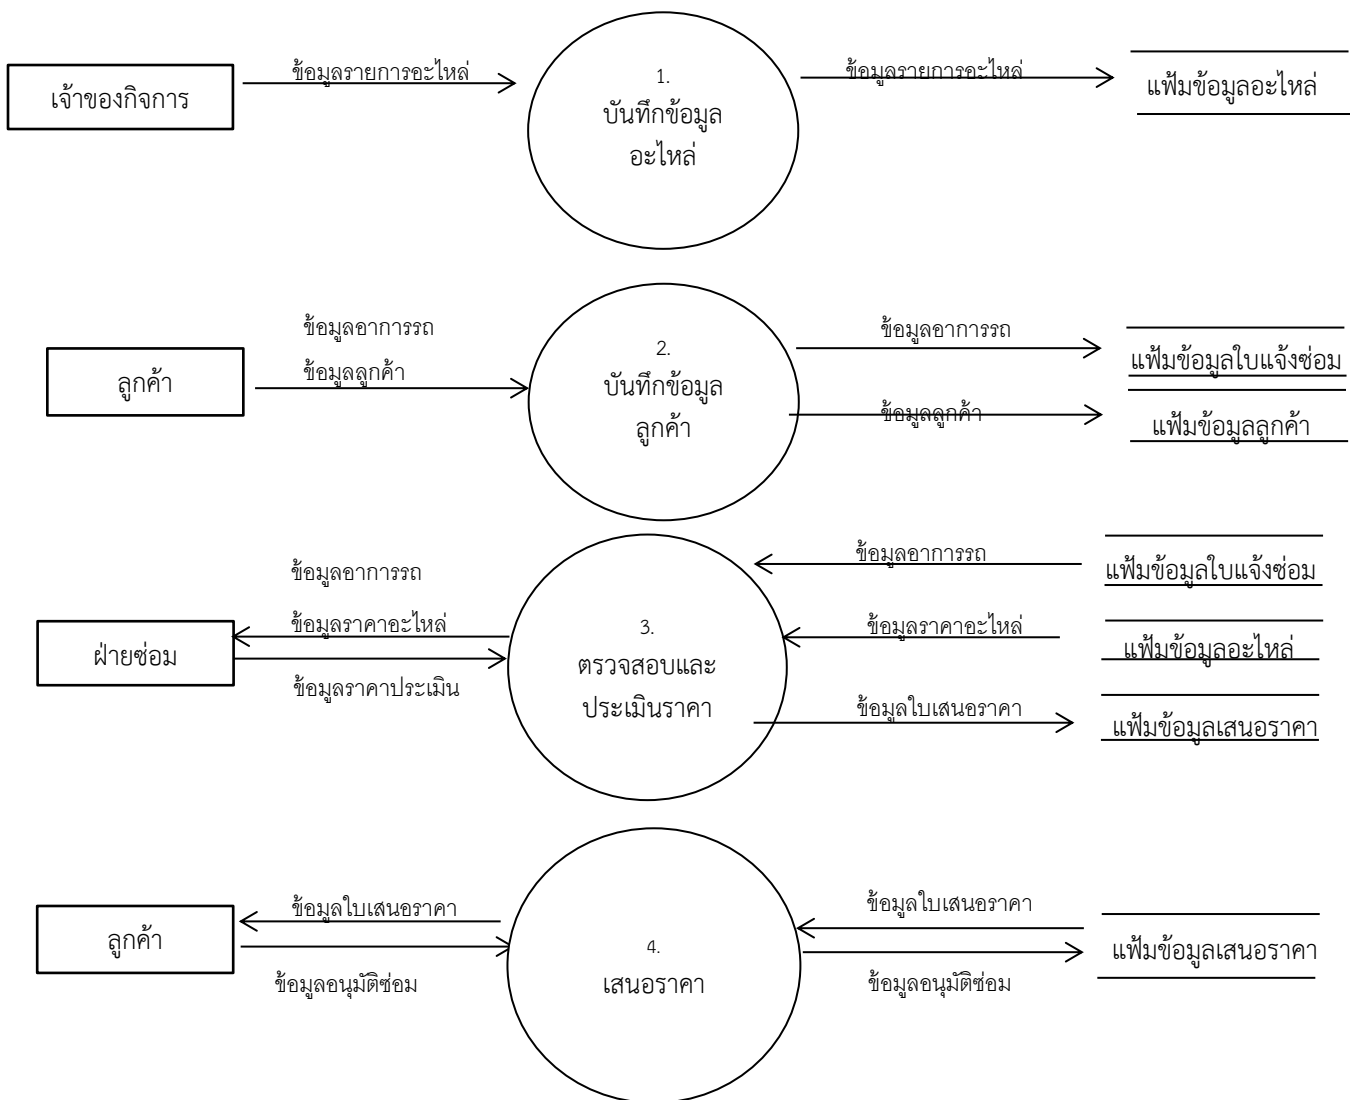 เจ้าของกิจการ
ข้อมูลรายการอะไหล่
1.
บันทึกข้อมูล
อะไหล่
ข้อมูลรายการอะไหล่
แฟ้มข้อมูลอะไหล่
ลูกค้า
ข้อมูลอาการรถ
ข้อมูลลูกค้า
2.
บันทึกข้อมูล
ลูกค้า
ข้อมูลอาการรถ
ข้อมูลลูกค้า
แฟ้มข้อมูลใบแจ้งซ่อม
แฟ้มข้อมูลลูกค้า
ฝ่ายซ่อม
ข้อมูลอาการรถ
ข้อมูลราคาอะไหล่
ข้อมูลราคาประเมิน
3.
ตรวจสอบและ
ประเมินราคา
ข้อมูลอาการรถ
ข้อมูลราคาอะไหล่
ข้อมูลใบเสนอราคา
แฟ้มข้อมูลใบแจ้งซ่อม
แฟ้มข้อมูลอะไหล่
แฟ้มข้อมูลเสนอราคา
ลูกค้า
ข้อมูลใบเสนอราคา
ข้อมูลอนุมัติซ่อม
4.
เสนอราคา
ข้อมูลใบเสนอราคา
ข้อมูลอนุมัติซ่อม
แฟ้มข้อมูลเสนอราคา